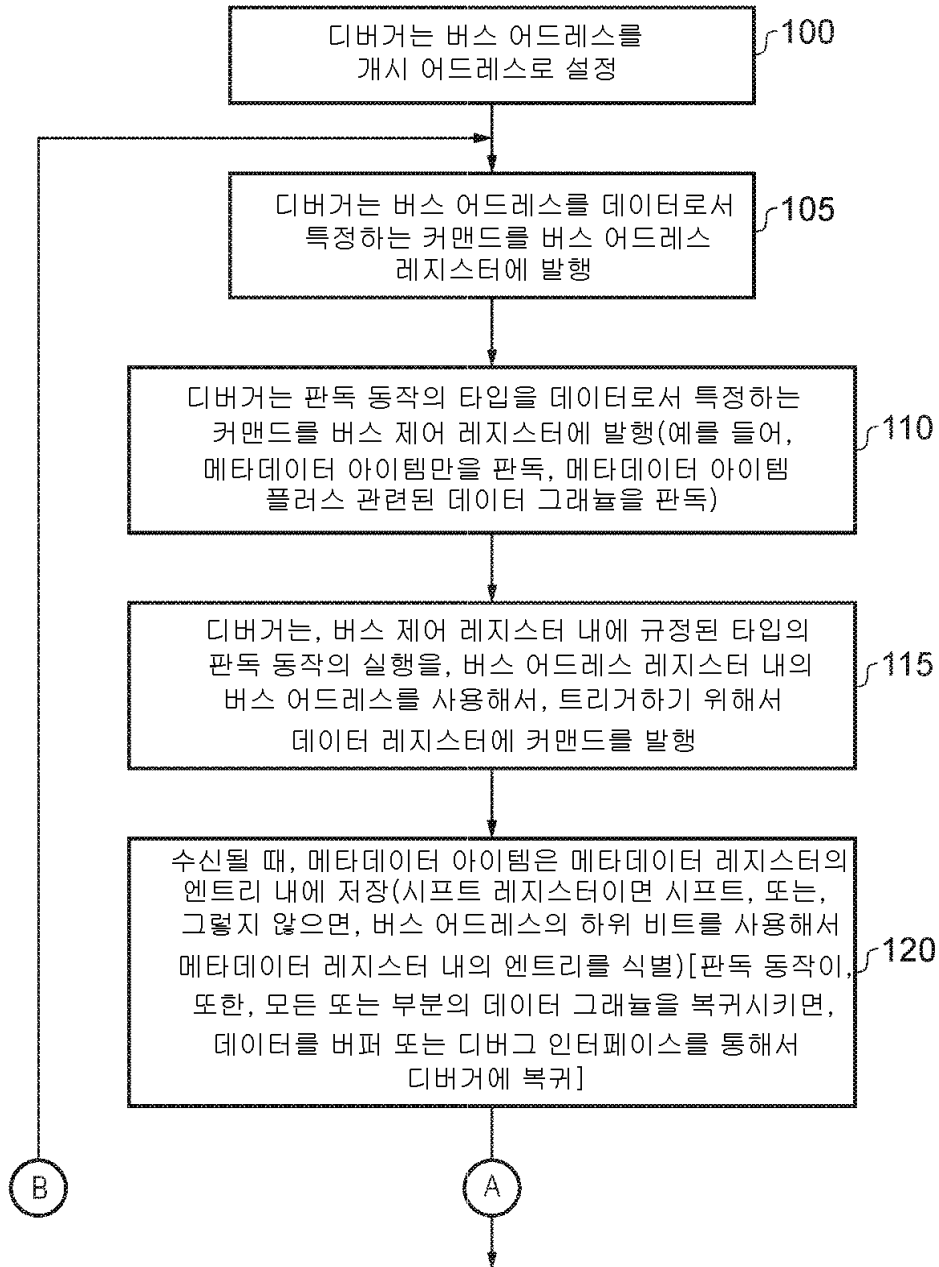 디버거는 버스 어드레스를
개시 어드레스로 설정
100
디버거는 버스 어드레스를 데이터로서
특정하는 커맨드를 버스 어드레스
레지스터에 발행
105
디버거는 판독 동작의 타입을 데이터로서 특정하는
커맨드를 버스 제어 레지스터에 발행(예를 들어,
메타데이터 아이템만을 판독, 메타데이터 아이템
플러스 관련된 데이터 그래뉼을 판독)
110
디버거는, 버스 제어 레지스터 내에 규정된 타입의
판독 동작의 실행을, 버스 어드레스 레지스터 내의
버스 어드레스를 사용해서, 트리거하기 위해서
데이터 레지스터에 커맨드를 발행
115
수신될 때, 메타데이터 아이템은 메타데이터 레지스터의
엔트리 내에 저장(시프트 레지스터이면 시프트, 또는,
그렇지 않으면, 버스 어드레스의 하위 비트를 사용해서
메타데이터 레지스터 내의 엔트리를 식별)[판독 동작이,
또한, 모든 또는 부분의 데이터 그래뉼을 복귀시키면,
데이터를 버퍼 또는 디버그 인터페이스를 통해서
디버거에 복귀]
120
B
A